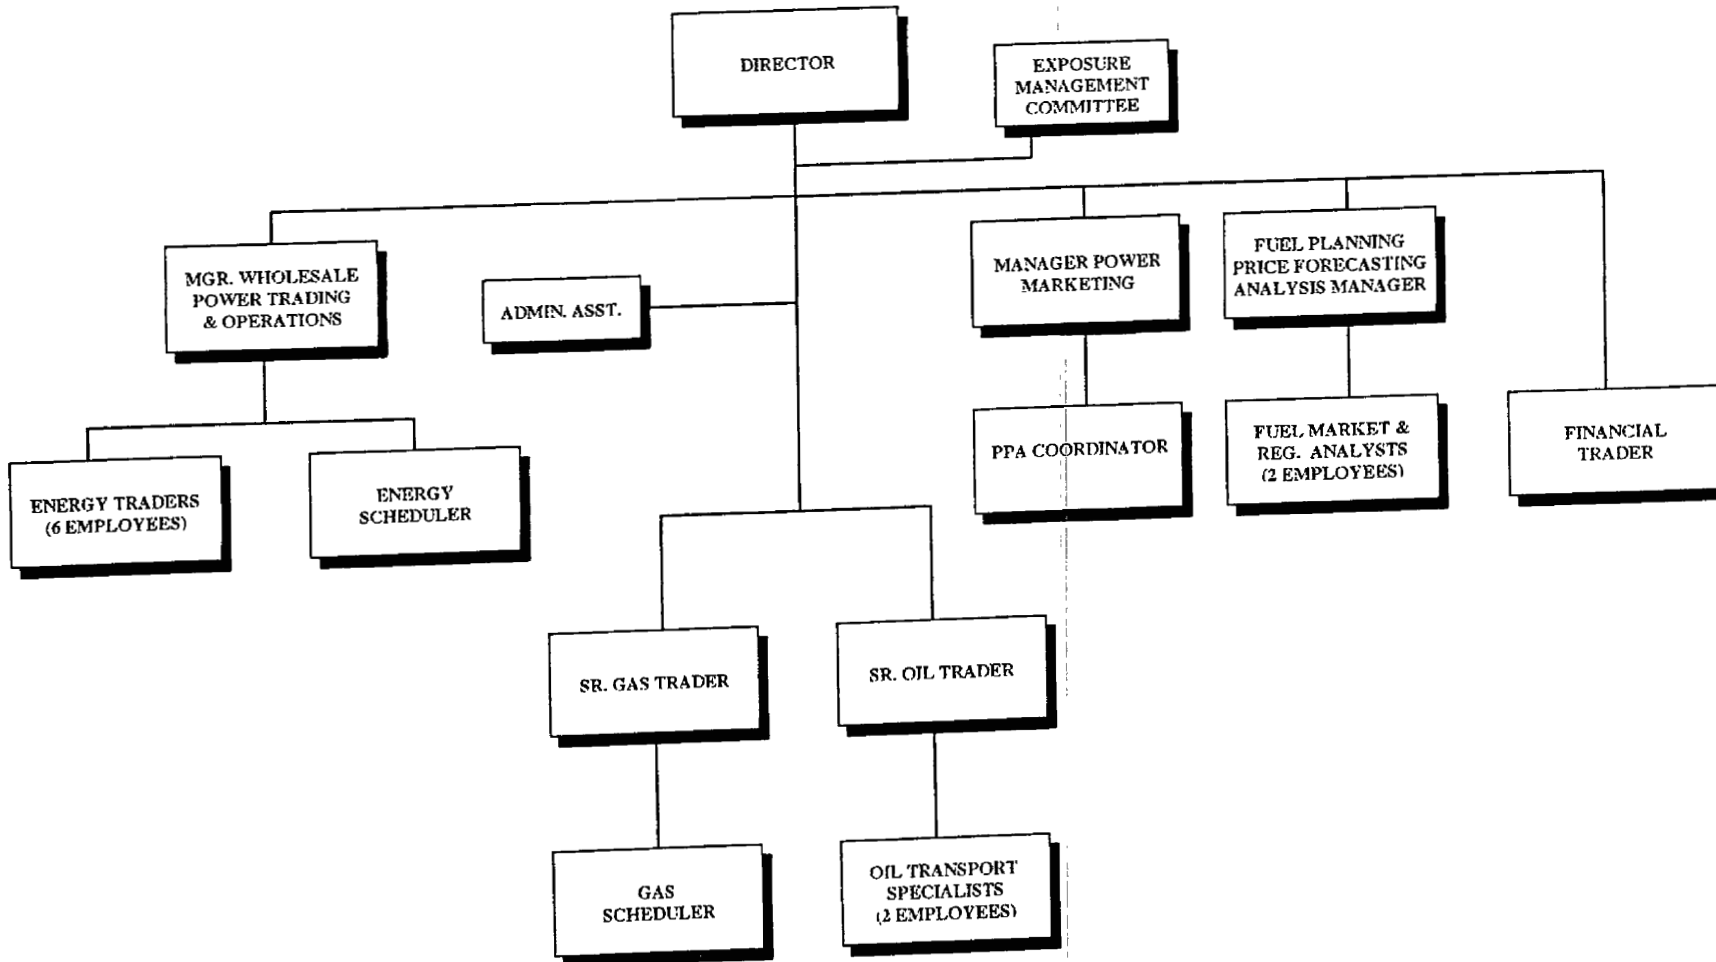 DIRECTOR
EXPOSURE
MANAGEMENT
COMMITTEE
MGR. WHOLESALE
POWER TRADING
& OPERATIONS
ADMIN. ASST.
MANAGER POWER
MARKETING
FUEL PLANNING
PRICE FORECASTING
ANALYSIS MANAGER
ENERGY TRADERS
(6 EMPLOYEES)
ENERGY
SCHEDULER
PPA COORDINATOR
FUEL MARKET &
REG. ANALYSTS
(2 EMPLOYEES)
FINANCIAL
TRADER
SR. GAS TRADER
SR. OIL TRADER
GAS
SCHEDULER
OIL TRANSPORT
SPECIALISTS
(2 EMPLOYEES)